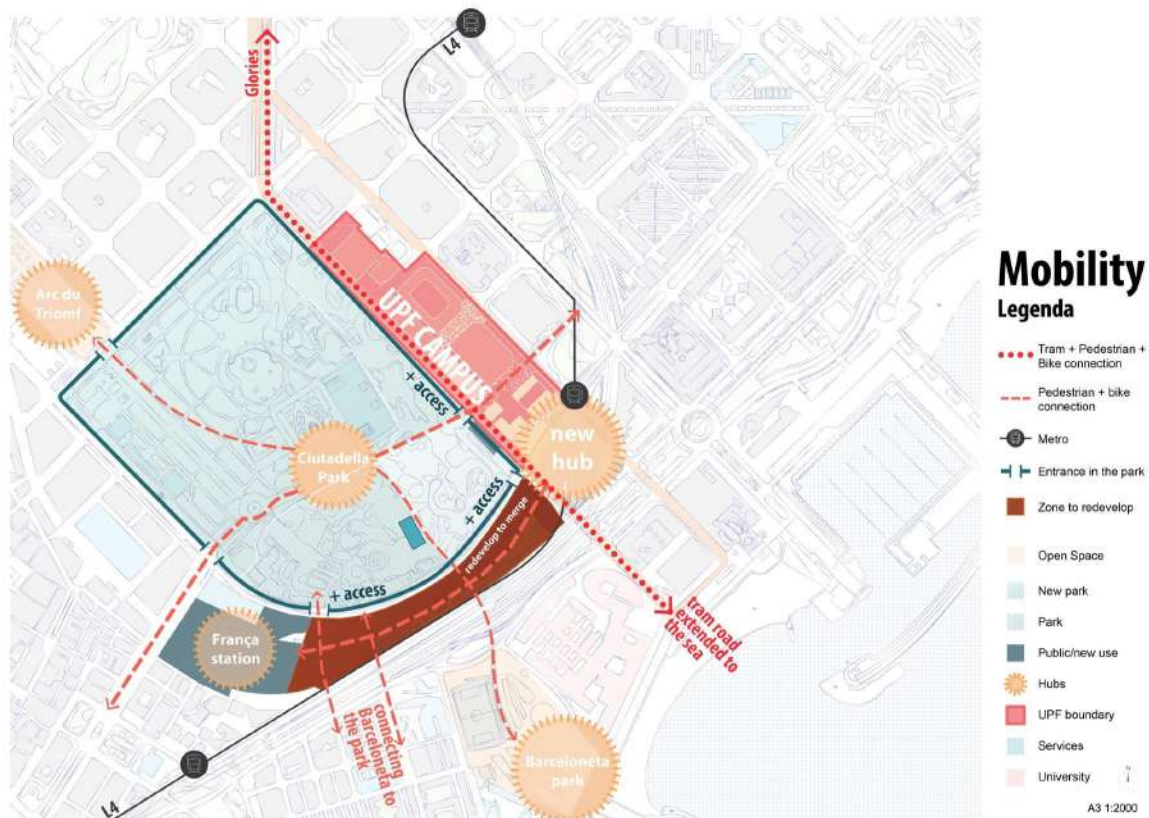 L4
Glories
Arc du
Triomf
UPF CAMPUS
+ access
new
hub
Ciutadella
Park
+ access
redevelop to merge
+ access
França
station
tram road
extended to
the sea
connecting
Barceloneta to
the park
Barceloneta
park
L4
Mobility
Legenda
Tram + Pedestrian +
Bike connection
Pedestrian + bike
connection
Metro
Entrance in the park
Zone to redevelop
Open Space
New park
Park
Public/new use
Hubs
UPF boundary
Services
University
A3 1:2000